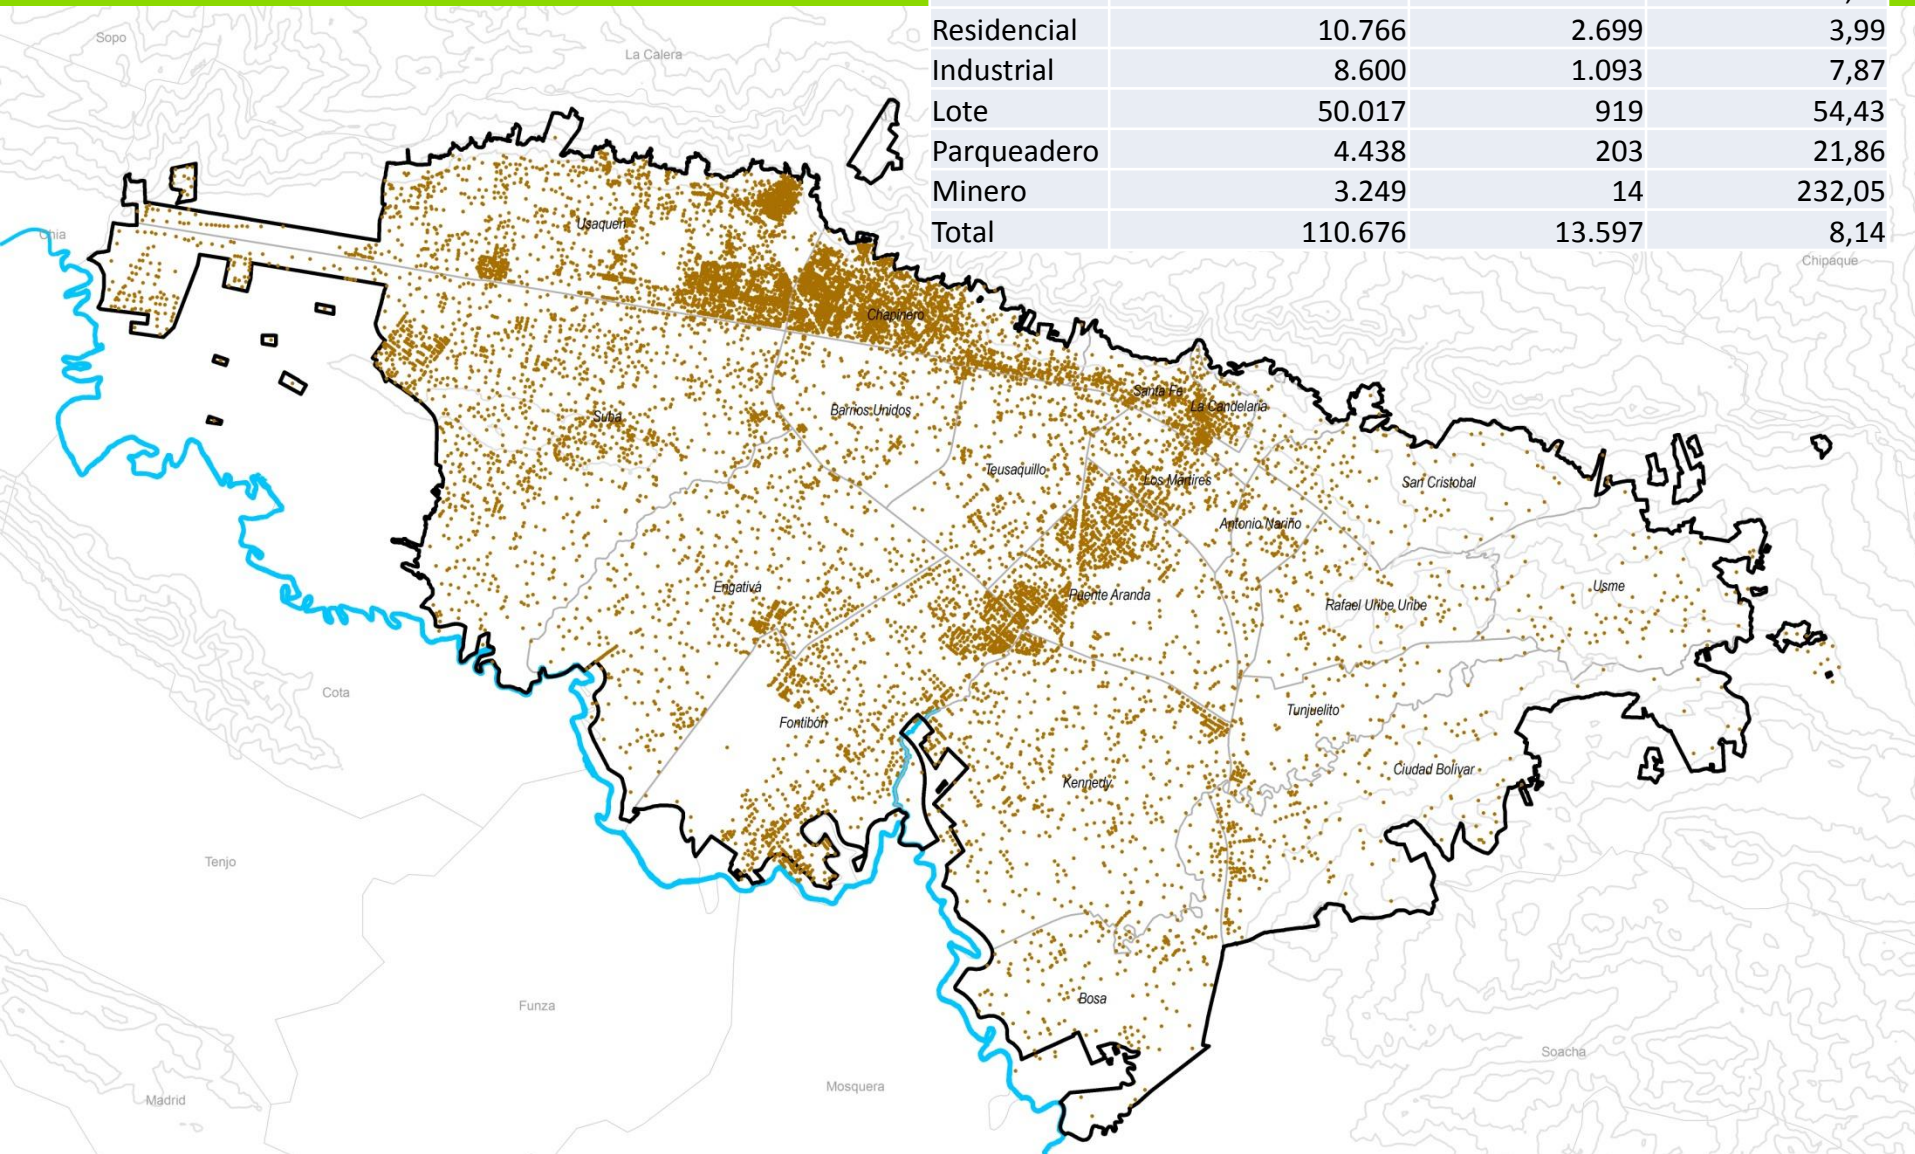 Residencial 10.766 2.699 3,99
Industrial 8.600 1.093 7,87
Lote 50.017 919 54,43
Parqueadero 4.438 203 21,86
Minero 3.249 14 232,05
Total 110.676 13.597 8,14
Sopo
La Calera
Chia
Chipaque
Usaquén
Chapinero
Santa Fe
La Candelaria
Barrios Unidos
Suba
Teusaquillo
Los Mártires
San Cristobal
Antonio Nariño
Engativá
Puente Aranda
Rafael Uribe Uribe
Usme
Cota
Fontibón
Tunjuelito
Ciudad Bolívar
Kennedy
Tenjo
Bosa
Funza
Soacha
Mosquera
Madrid